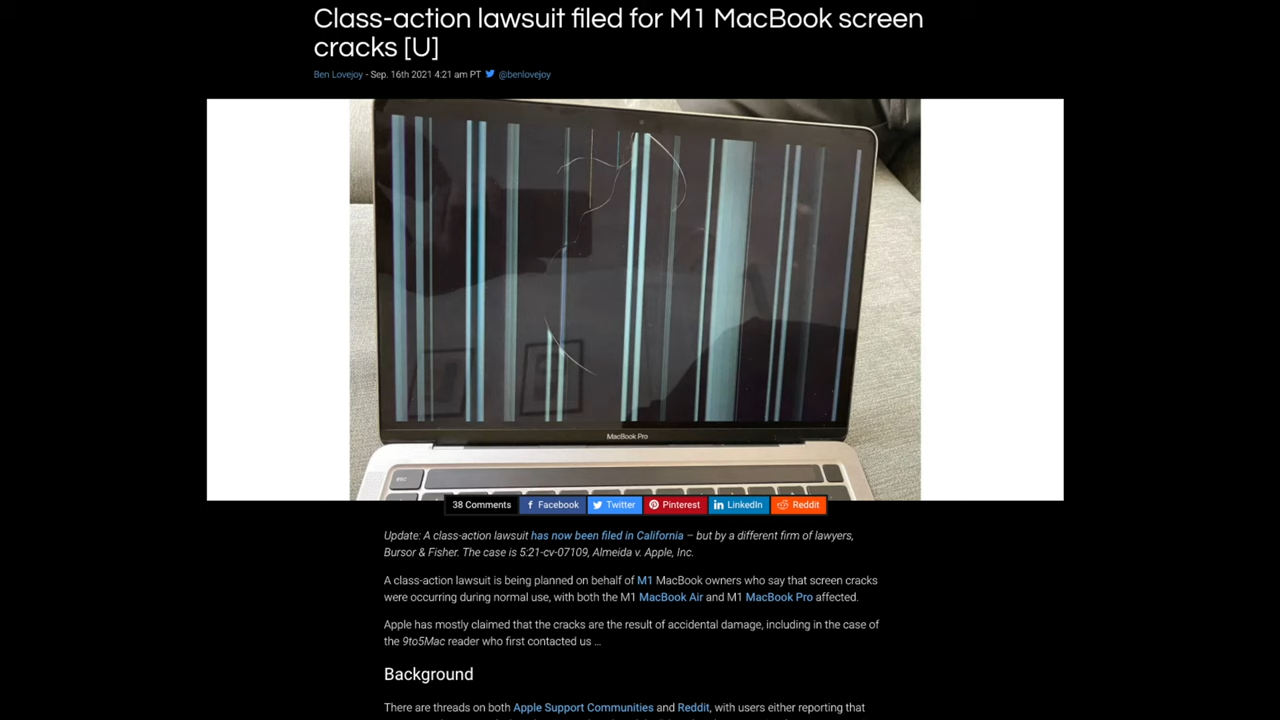 Class-action lawsuit filed for M1 MacBook screen
cracks [U]
Ben Lovejoy - Sep. 16th 2021 4:21 am PT @benlovejoy
MacBook Pro
esc
38 Comments Facebook Twitter Pinterest LinkedIn Reddit
Update: A class-action lawsuit has now been filed in California – but by a different firm of lawyers,
Bursor & Fisher. The case is 5:21-cv-07109, Almeida v. Apple, Inc.
A class-action lawsuit is being planned on behalf of M1 MacBook owners who say that screen cracks
were occurring during normal use, with both the M1 MacBook Air and M1 MacBook Pro affected.
Apple has mostly claimed that the cracks are the result of accidental damage, including in the case of
the 9to5Mac reader who first contacted us ...
Background
There are threads on both Apple Support Communities and Reddit, with users either reporting that